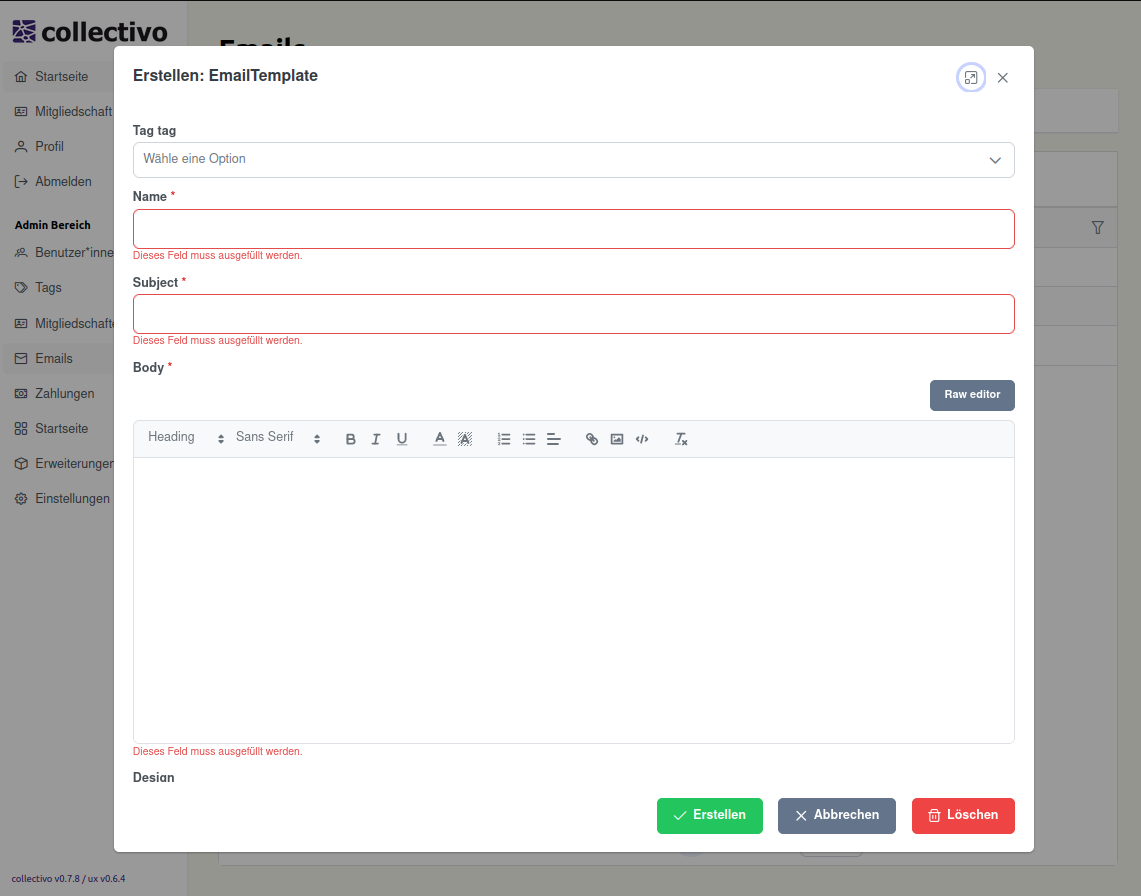 collectivo
Emails
Startseite
Mitgliedschaft
Profil
Abmelden
Admin Bereich
Benutzer*inne
Tags
Mitgliedschafte
Emails
Zahlungen
Startseite
Erweiterunger
Einstellungen
collectivo v0.7.8 / ux v0.6.4
Erstellen: EmailTemplate
Tag tag
Wähle eine Option
Name *
Dieses Feld muss ausgefüllt werden.
Subject *
Dieses Feld muss ausgefüllt werden.
Body *
Raw editor
Heading Sans Serif B I U A A
Dieses Feld muss ausgefüllt werden.
Design
Erstellen Abbrechen Löschen